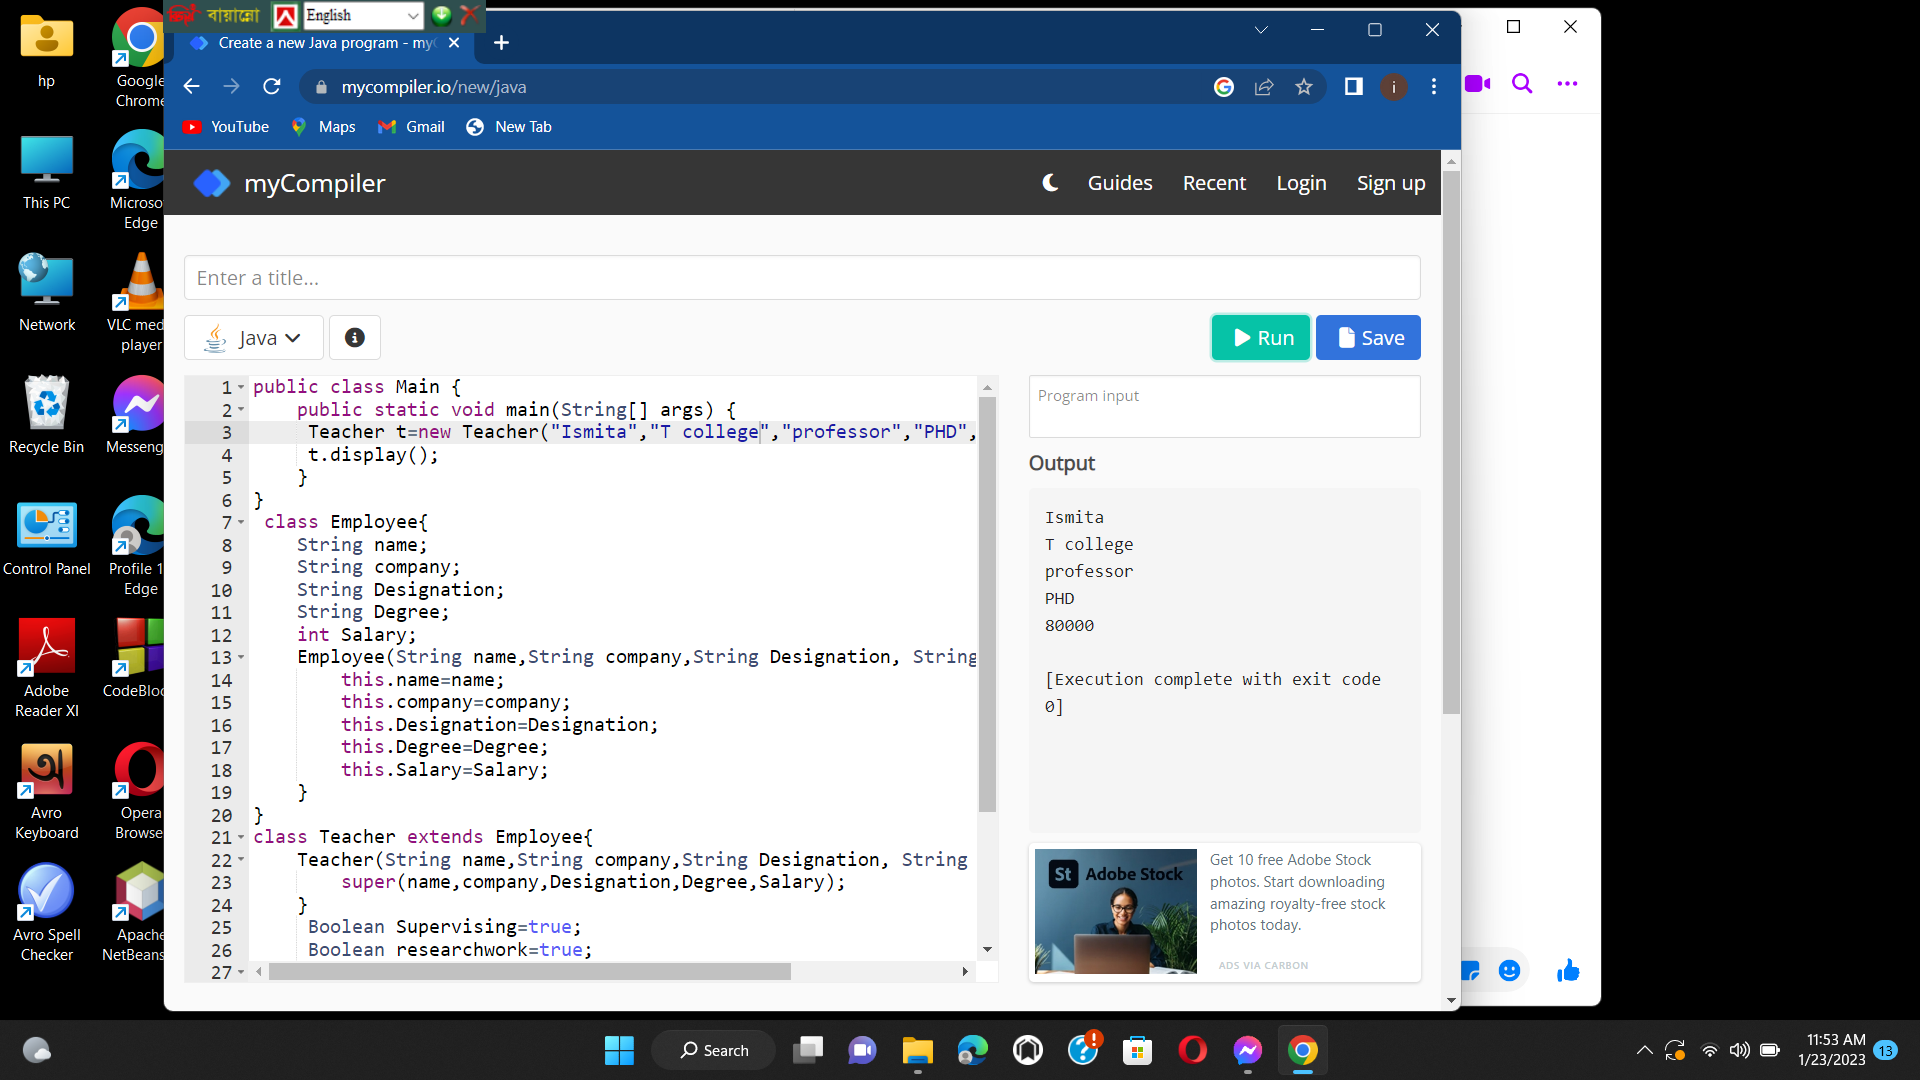 চিহ্ন বায়ান্নো
English
Create a new Java program - my
mycompiler.io/new/java
i
YouTube
Maps
Gmail
New Tab
myCompiler
Guides
Recent
Login
Sign up
Enter a title...
Java
Run
Save
1 public class Main {
2 public static void main(String[] args) {
3 Teacher t=new Teacher("Ismita","T college","professor","PHD",
4 t.display();
5 }
6 }
7 class Employee{
8 String name;
9 String company;
10 String Designation;
11 String Degree;
12 int Salary;
13 Employee(String name,String company,String Designation, String
14 this.name=name;
15 this.company=company;
16 this.Designation=Designation;
17 this.Degree=Degree;
18 this.Salary=Salary;
19 }
20 }
21 class Teacher extends Employee{
22 Teacher(String name,String company,String Designation, String
23 super(name,company,Designation,Degree,Salary);
24 }
25 Boolean Supervising=true;
26 Boolean researchwork=true;
27
Program input
Output
Ismita
T college
professor
PHD
80000
[Execution complete with exit code
0]
St Adobe Stock
Get 10 free Adobe Stock
photos. Start downloading
amazing royalty-free stock
photos today.
ADS VIA CARBON
hp
Google
Chrome
This PC
Microso
Edge
Network
VLC med
player
Recycle Bin
Messeng
Control Panel
Profile 1
Edge
Adobe
Reader XI
CodeBloc
অ
Avro
Keyboard
Opera
Browse
Avro Spell
Checker
Apache
NetBeans
Search
11:53 AM
1/23/2023
13